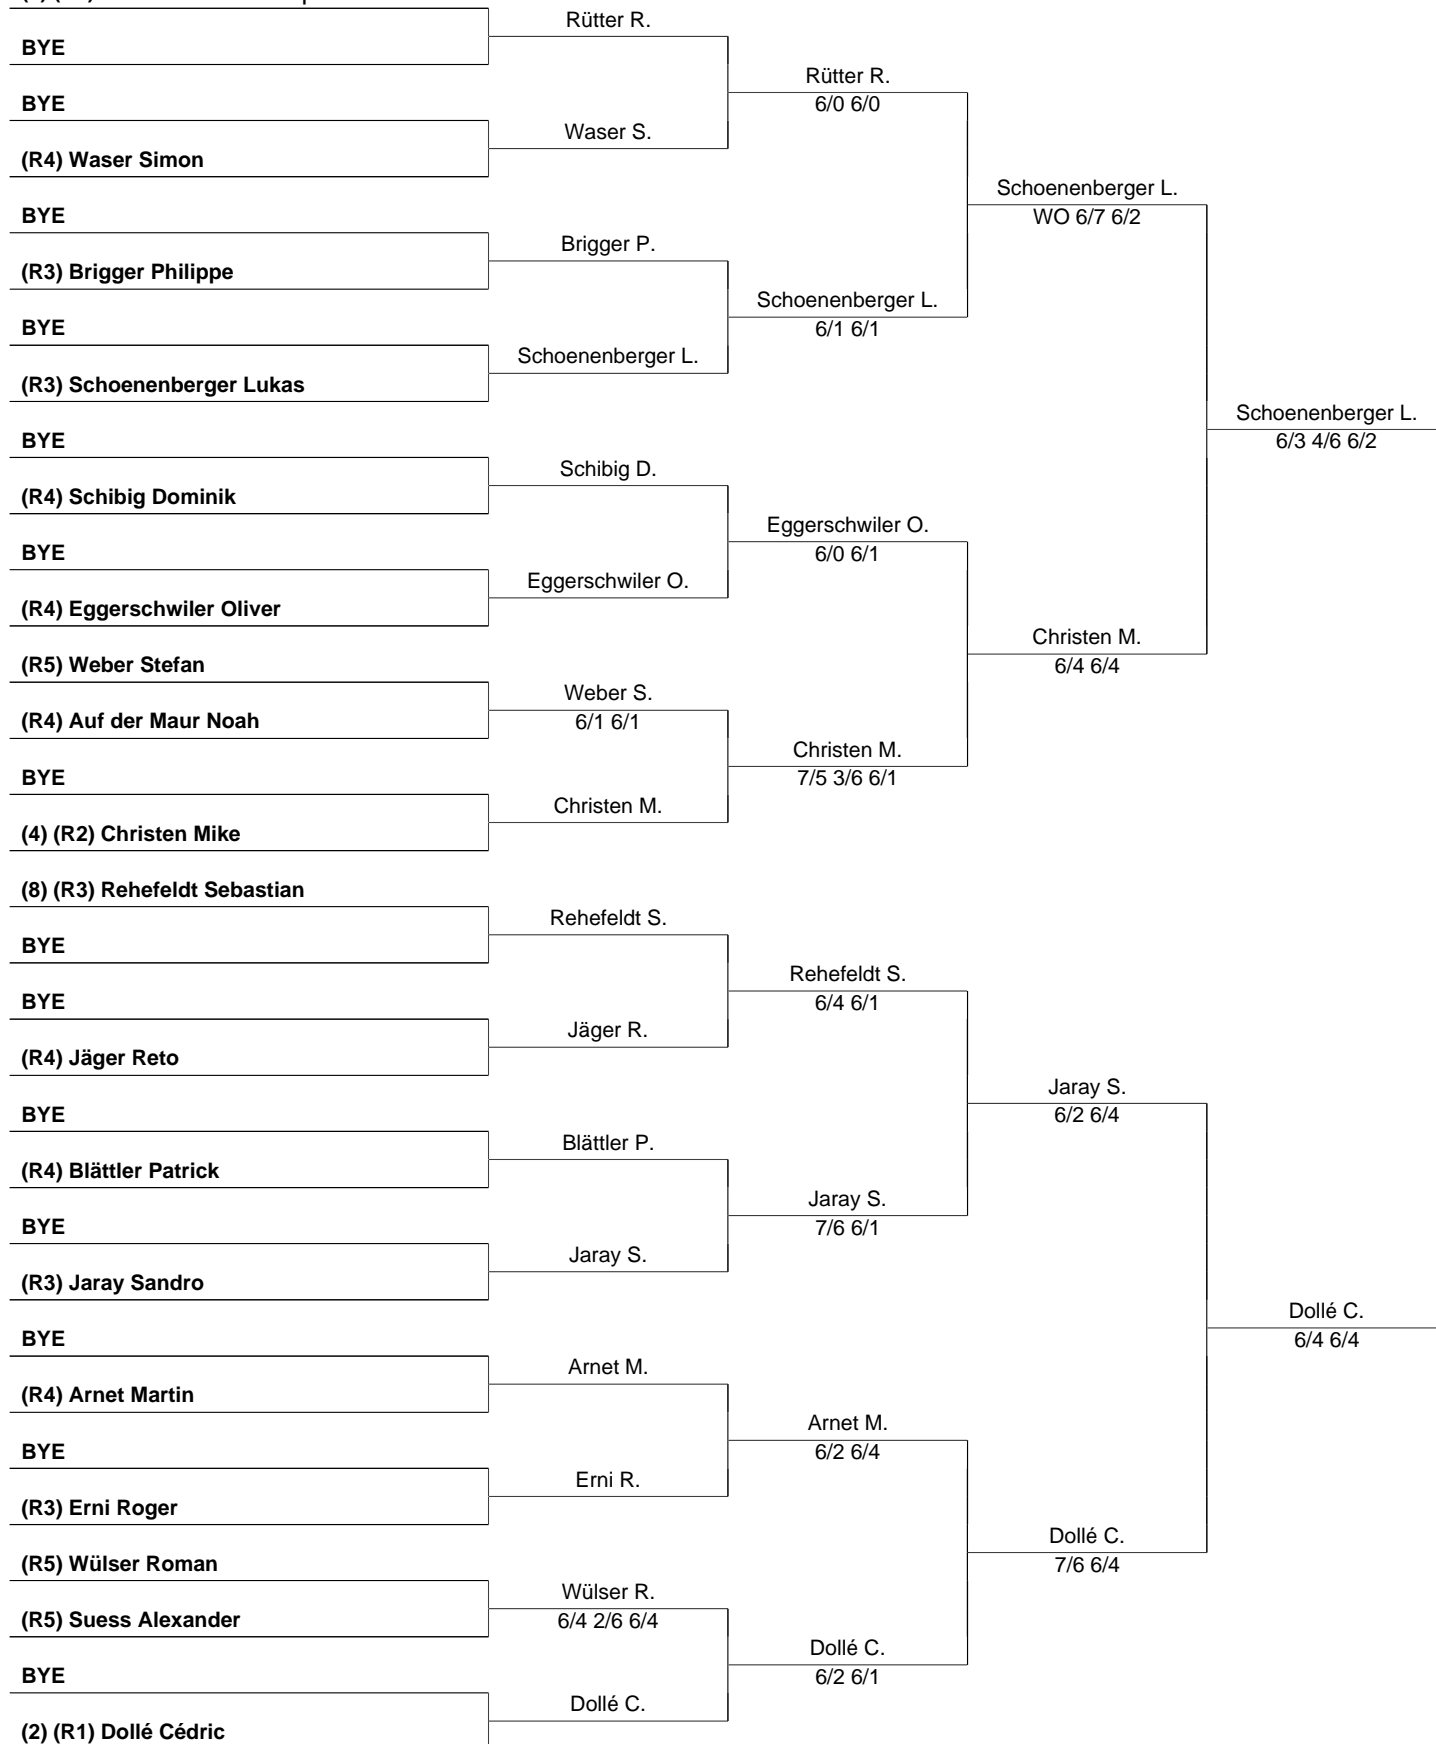 BYE
BYE
(R4) Waser Simon
BYE
(R3) Brigger Philippe
BYE
(R3) Schoenenberger Lukas
BYE
(R4) Schibig Dominik
BYE
(R4) Eggerschwiler Oliver
(R5) Weber Stefan
(R4) Auf der Maur Noah
BYE
(4) (R2) Christen Mike
(8) (R3) Rehefeldt Sebastian
BYE
BYE
(R4) Jäger Reto
BYE
(R4) Blättler Patrick
BYE
(R3) Jaray Sandro
BYE
(R4) Arnet Martin
BYE
(R3) Erni Roger
(R5) Wülser Roman
(R5) Suess Alexander
BYE
(2) (R1) Dollé Cédric
Rütter R.
Waser S.
Brigger P.
Schoenenberger L.
Schibig D.
Eggerschwiler O.
Weber S.
6/1 6/1
Christen M.
Rehefeldt S.
Jäger R.
Blättler P.
Jaray S.
Arnet M.
Erni R.
Wülser R.
6/4 2/6 6/4
Dollé C.
Rütter R.
6/0 6/0
Schoenenberger L.
6/1 6/1
Eggerschwiler O.
6/0 6/1
Christen M.
7/5 3/6 6/1
Rehefeldt S.
6/4 6/1
Jaray S.
7/6 6/1
Arnet M.
6/2 6/4
Dollé C.
6/2 6/1
Schoenenberger L.
WO 6/7 6/2
Christen M.
6/4 6/4
Jaray S.
6/2 6/4
Dollé C.
7/6 6/4
Schoenenberger L.
6/3 4/6 6/2
Dollé C.
6/4 6/4